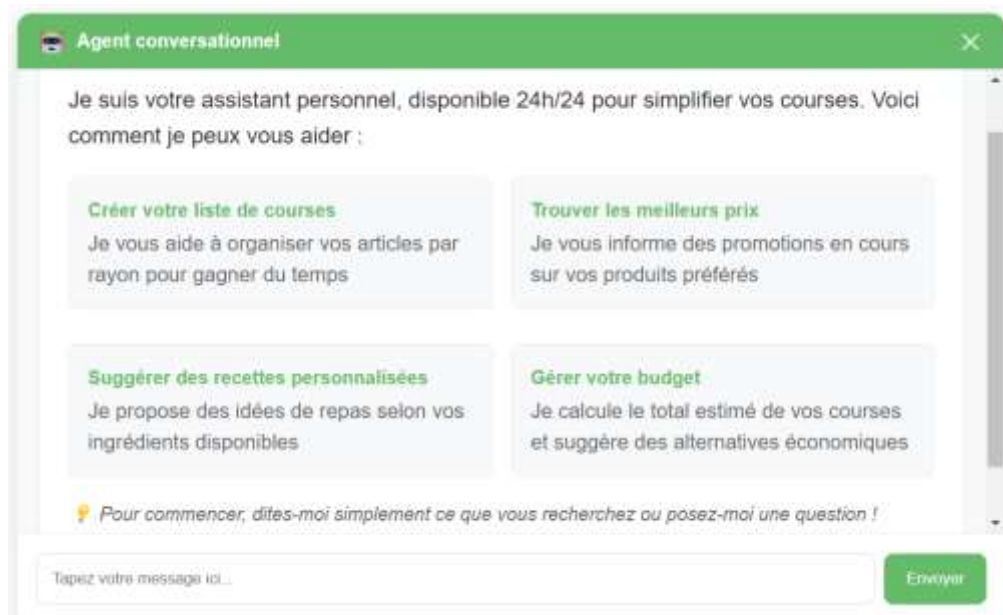 Agent conversationnel
Je suis votre assistant personnel, disponible 24h/24 pour simplifier vos courses. Voici
comment je peux vous aider :
Créer votre liste de courses
Je vous aide à organiser vos articles par
rayon pour gagner du temps
Trouver les meilleurs prix
Je vous informe des promotions en cours
sur vos produits préférés
Suggérer des recettes personnalisées
Je propose des idées de repas selon vos
ingrédients disponibles
Gérer votre budget
Je calcule le total estimé de vos courses
et suggère des alternatives économiques
Pour commencer, dites-moi simplement ce que vous recherchez ou posez-moi une question !
Tapez votre message ici...
Envoyer